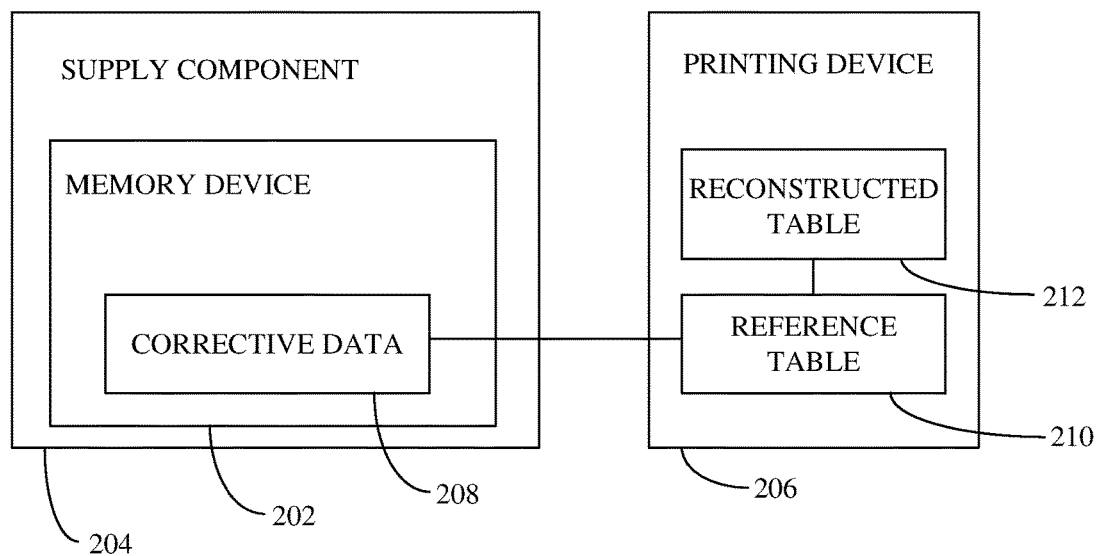 SUPPLY COMPONENT
MEMORY DEVICE
CORRECTIVE DATA
PRINTING DEVICE
RECONSTRUCTED
TABLE
REFERENCE
TABLE
212
210
208
206
202
204